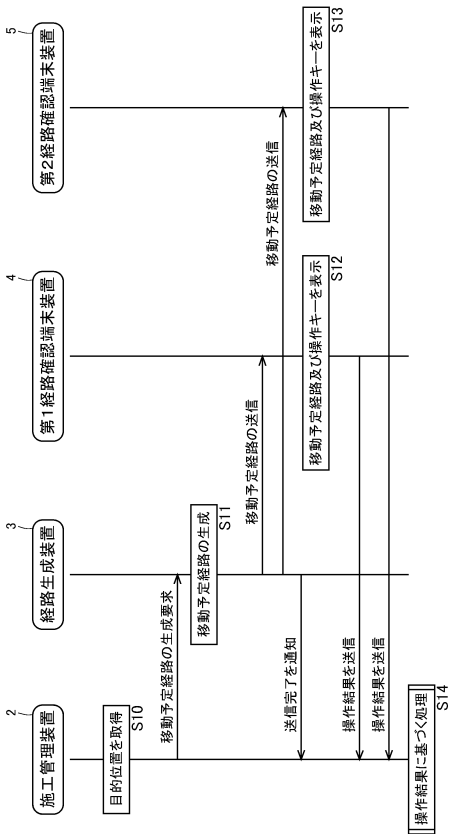 2
施工管理装置
3
経路生成装置
4
第1経路確認端末装置
5
第2経路確認端末装置
目的位置を取得
S10
移動予定経路の生成要求
移動予定経路の生成
S11
移動予定経路の送信
移動予定経路の送信
送信完了を通知
移動予定経路及び操作キーを表示
S12
移動予定経路及び操作キーを表示
S13
操作結果を送信
操作結果を送信
操作結果に基づく処理
S14